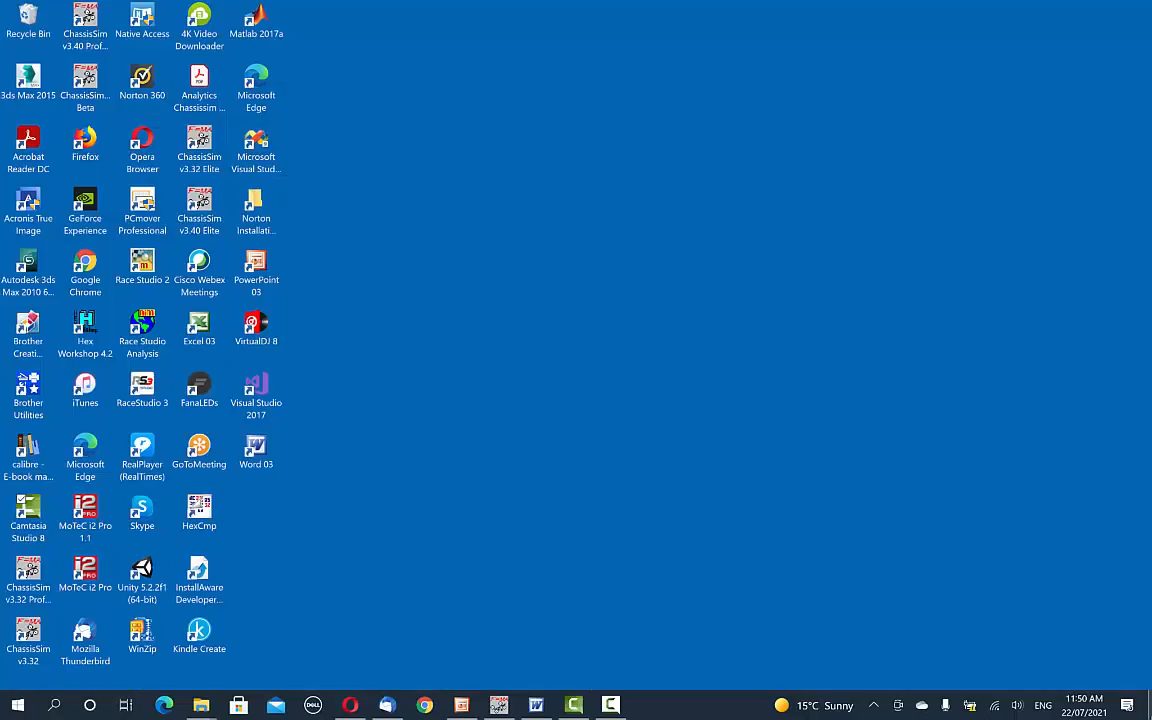 Recycle Bin
ChassisSim
v3.40 Prof...
Native Access
4K Video
Downloader
Matlab 2017a
3ds Max 2015
ChassisSim...
Beta
Norton 360
Analytics
Chassissim ...
Microsoft
Edge
Acrobat
Reader DC
Firefox
Opera
Browser
ChassisSim
v3.32 Elite
Microsoft
Visual Stud...
Acronis True
Image
GeForce
Experience
PCmover
Professional
ChassisSim
v3.40 Elite
Norton
Installati...
Autodesk 3ds
Max 2010 6...
Google
Chrome
Race Studio 2
Cisco Webex
Meetings
PowerPoint
03
Brother
Creati...
Hex
Workshop 4.2
Race Studio
Analysis
Excel 03
VirtualDJ 8
Brother
Utilities
iTunes
RaceStudio 3
FanaLEDs
Visual Studio
2017
calibre -
E-book ma...
Microsoft
Edge
RealPlayer
(RealTimes)
GoToMeeting
Word 03
Camtasia
Studio 8
MoTeC i2 Pro
1.1
Skype
HexCmp
ChassisSim
v3.32 Prof...
MoTeC i2 Pro
Unity 5.2.2f1
(64-bit)
InstallAware
Developer...
ChassisSim
v3.32
Mozilla
Thunderbird
WinZip
Kindle Create
15°C Sunny
ENG
11:50 AM
22/07/2021